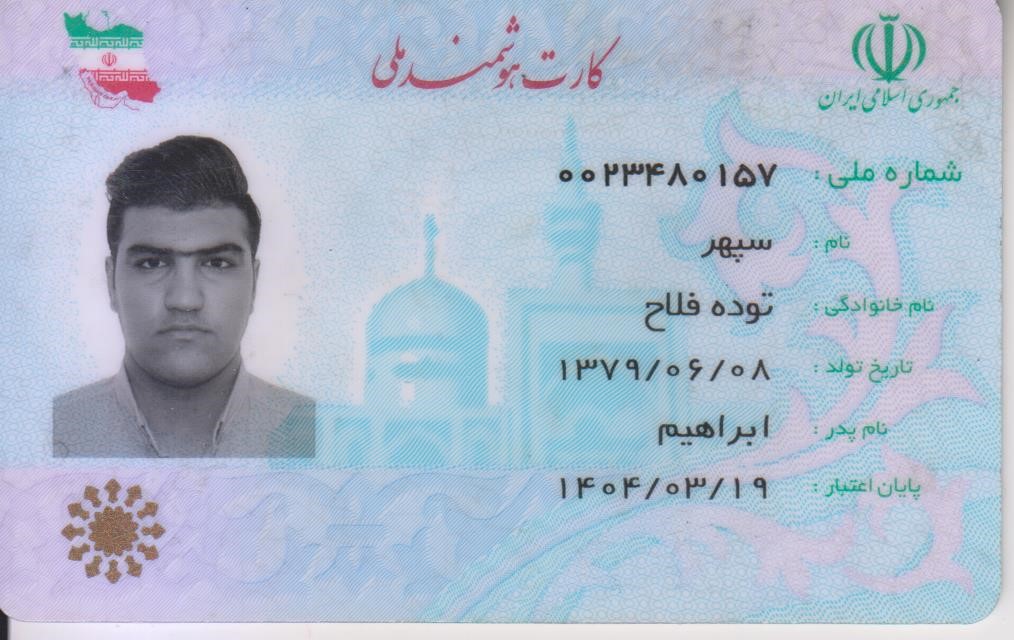 کارت هوشمند ملی
جمهوری اسلامی ایران
شماره ملی : ۰۰۲۳۴۸۰۱۵۷
نام : سپهر
نام خانوادگی : توده فلاح
تاریخ تولد : ۱۳۷۹/۰۶/۰۸
نام پدر : ابراهیم
پایان اعتبار : ۱۴۰۴/۰۳/۱۹